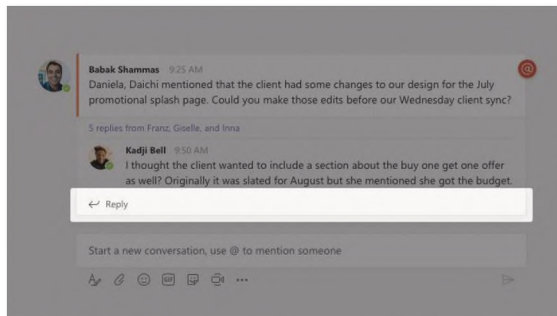 Babak Shammas 9:25 AM
Daniela, Daichi mentioned that the client had some changes to our design for the July
promotional splash page. Could you make those edits before our Wednesday client sync?
5 replies from Franz, Giselle, and Inna
Kadji Bell 9:50 AM
I thought the client wanted to include a section about the buy one get one offer
as well? Originally it was slated for August but she mentioned she got the budget.
Reply
Start a new conversation, use @ to mention someone
GIF